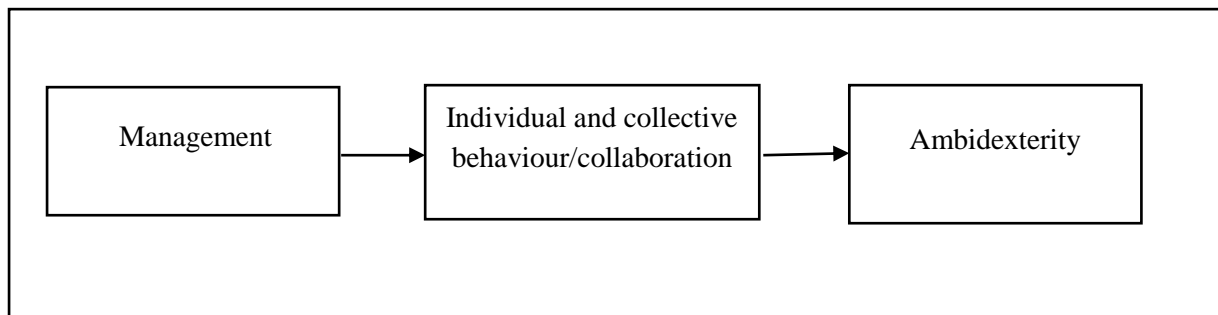 Management
Individual and collective
behaviour/collaboration
Ambidexterity